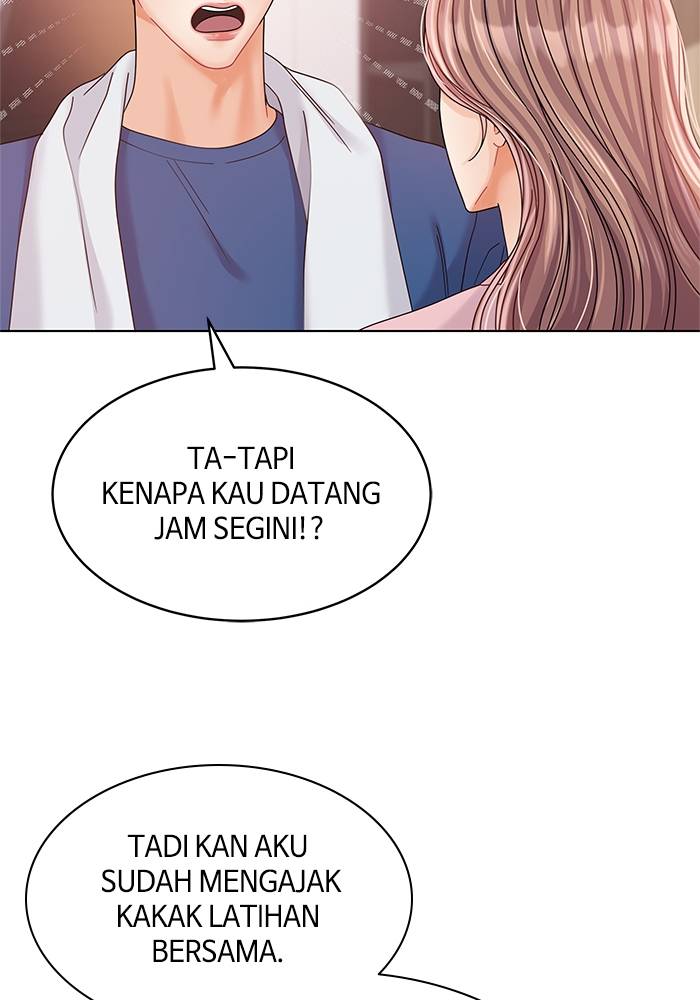 TA-TAPI
KENAPA KAU DATANG
JAM SEGINI!?
TADI KAN AKU
SUDAH MENGAJAK
KAKAK LATIHAN
BERSAMA.